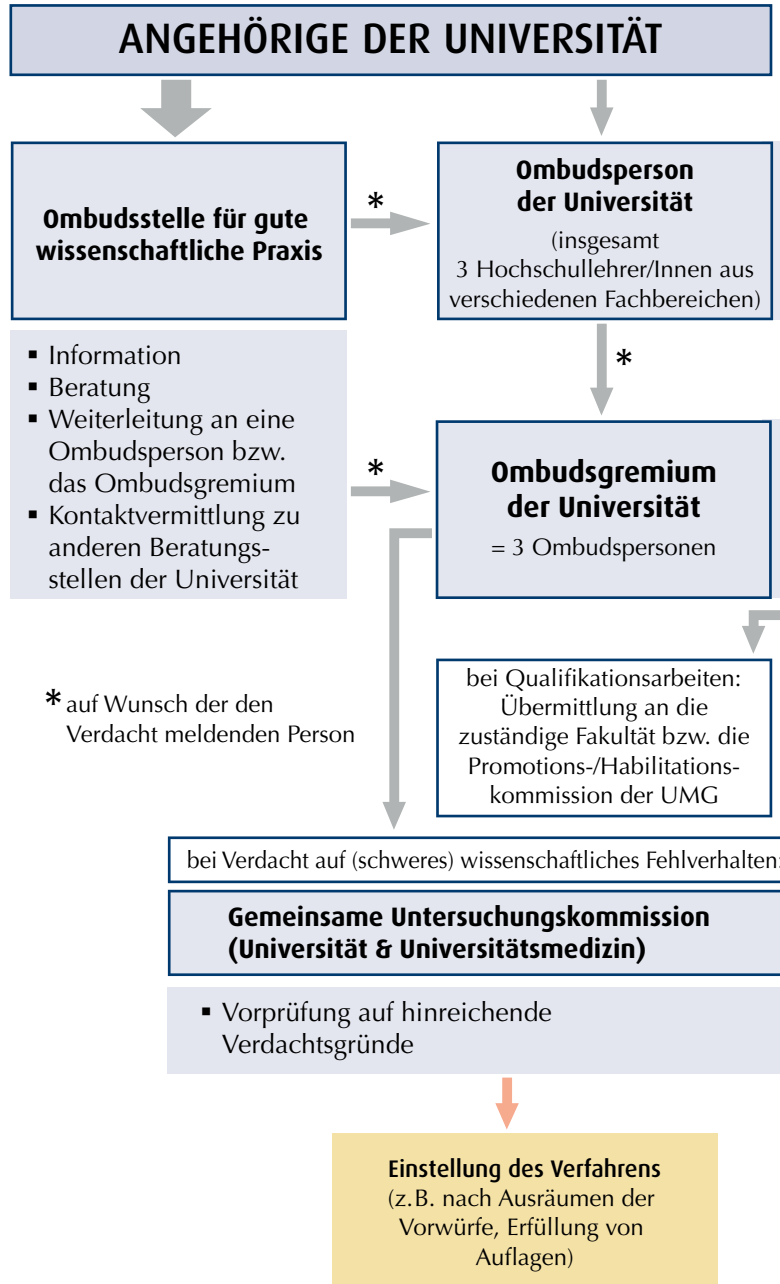 ANGEHÖRIGE DER UNIVERSITÄT
Ombudsstelle für gute
wissenschaftliche Praxis
*
Ombudsperson
der Universität
(insgesamt
3 Hochschullehrer/Innen aus
verschiedenen Fachbereichen)
*
▪ Information
▪ Beratung
▪ Weiterleitung an eine
Ombudsperson bzw.
das Ombudsgremium
▪ Kontaktvermittlung zu
anderen Beratungs-
stellen der Universität
*
Ombudsgremium
der Universität
= 3 Ombudspersonen
* auf Wunsch der den
Verdacht meldenden Person
bei Qualifikationsarbeiten:
Übermittlung an die
zuständige Fakultät bzw. die
Promotions-/Habilitations-
kommission der UMG
bei Verdacht auf (schweres) wissenschaftliches Fehlverhalten:
Gemeinsame Untersuchungskommission
(Universität & Universitätsmedizin)
▪ Vorprüfung auf hinreichende
Verdachtsgründe
Einstellung des Verfahrens
(z.B. nach Ausräumen der
Vorwürfe, Erfüllung von
Auflagen)